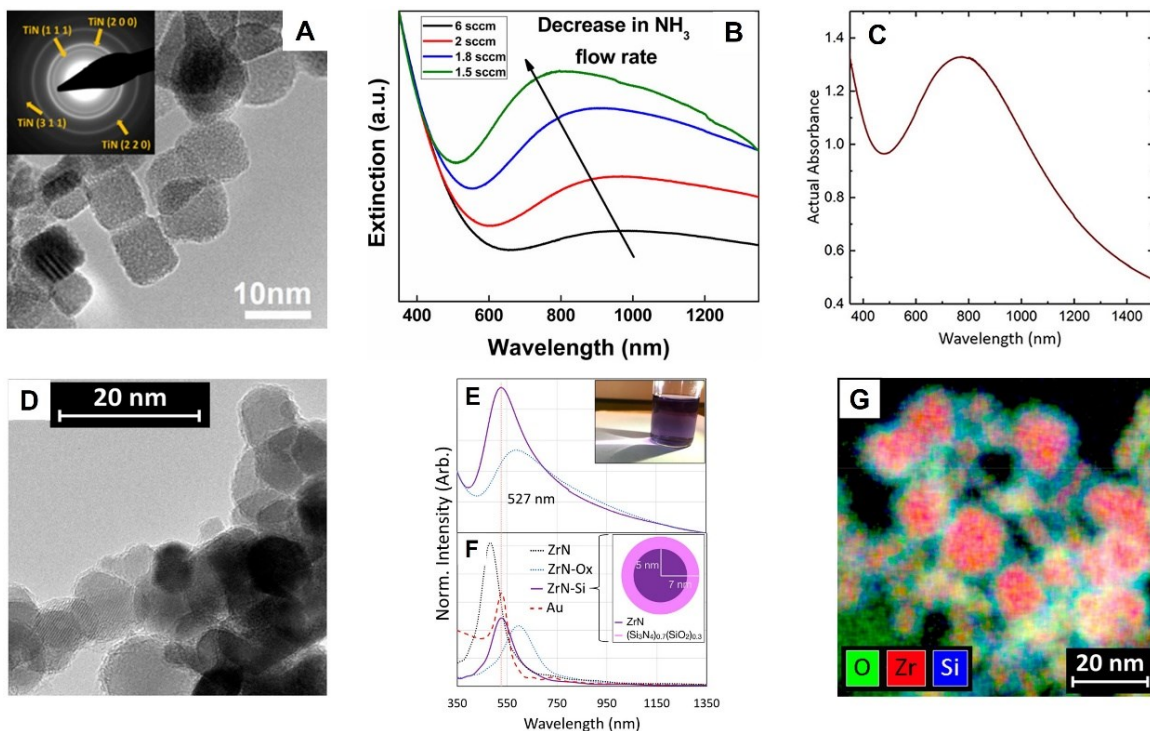 A
TiN (1 1 1)
TiN (2 0 0)
TiN (3 1 1)
TiN (2 2 0)
10nm
B
6 sccm
2 sccm
1.8 sccm
1.5 sccm
Decrease in NH₃
flow rate
Extinction (a.u.)
400 600 800 1000 1200
Wavelength (nm)
C
Actual Absorbance
1.4
1.2
1.0
0.8
0.6
0.4
400 600 800 1000 1200 1400
Wavelength (nm)
D
20 nm
E
527 nm
F
ZrN
ZrN-Ox
ZrN-Si
Au
5 nm
7 nm
ZrN
(Si₃N₄)₀.₇(SiO₂)₀.₃
Norm. Intensity (Arb.)
350 550 750 950 1150 1350
Wavelength (nm)
G
O Zr Si
20 nm